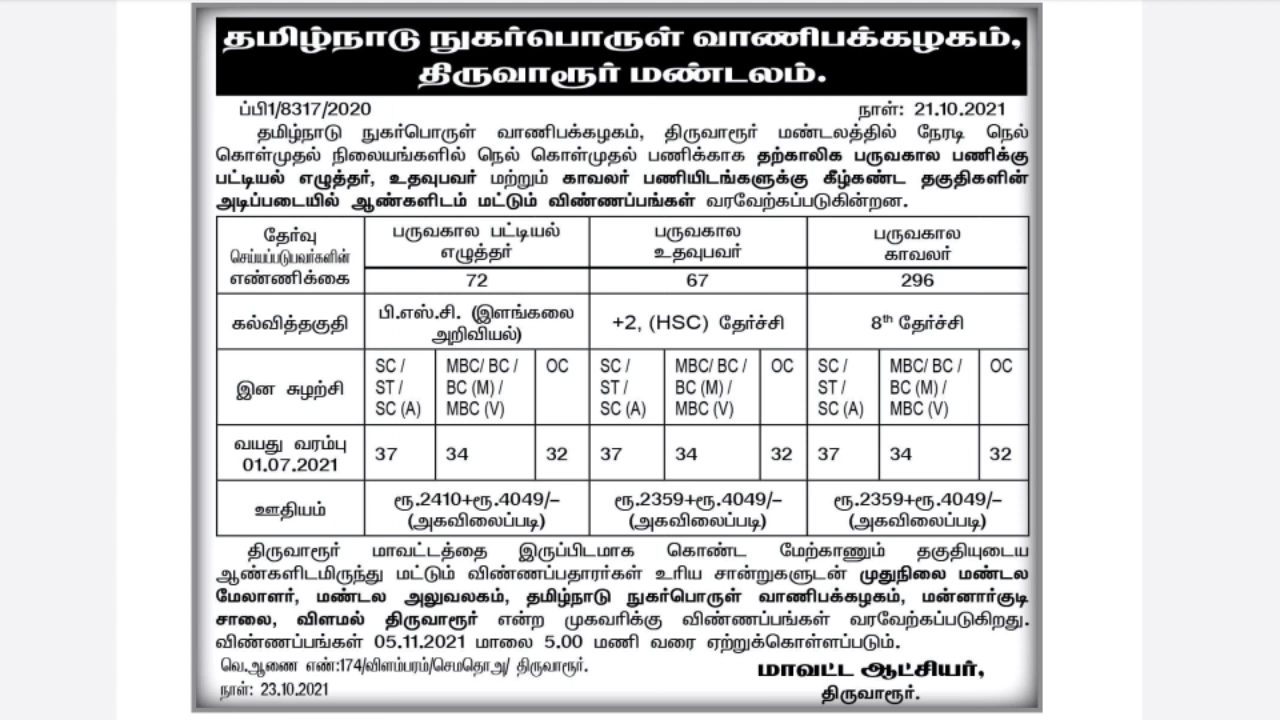 தமிழ்நாடு நுகர்பொருள் வாணிபக்கழகம்,
திருவாரூர் மண்டலம்.
ப்பி1/8317/2020 நாள்: 21.10.2021
தமிழ்நாடு நுகர்பொருள் வாணிபக்கழகம், திருவாரூர் மண்டலத்தில் நேரடி நெல்
கொள்முதல் நிலையங்களில் நெல் கொள்முதல் பணிக்காக தற்காலிக பருவகால பணிக்கு
பட்டியல் எழுத்தர், உதவுபவர் மற்றும் காவலர் பணியிடங்களுக்கு கீழ்கண்ட தகுதிகளின்
அடிப்படையில் ஆண்களிடம் மட்டும் விண்ணப்பங்கள் வரவேற்கப்படுகின்றன.
தேர்வு செய்யப்படுபவர்களின் எண்ணிக்கை
பருவகால பட்டியல் எழுத்தர்
பருவகால உதவுபவர்
பருவகால காவலர்
72 67 296
கல்வித்தகுதி
பி.எஸ்.சி. (இளங்கலை அறிவியல்)
+2, (HSC) தேர்ச்சி
8th தேர்ச்சி
இன சுழற்சி
SC / ST / SC (A)
MBC/ BC / BC (M) / MBC (V)
OC
SC / ST / SC (A)
MBC/ BC / BC (M) / MBC (V)
OC
SC / ST / SC (A)
MBC/ BC / BC (M) / MBC (V)
OC
வயது வரம்பு 01.07.2021
37 34 32 37 34 32 37 34 32
ஊதியம்
ரூ.2410+ரூ.4049/– (அகவிலைப்படி)
ரூ.2359+ரூ.4049/– (அகவிலைப்படி)
ரூ.2359+ரூ.4049/– (அகவிலைப்படி)
திருவாரூர் மாவட்டத்தை இருப்பிடமாக கொண்ட மேற்காணும் தகுதியுடைய
ஆண்களிடமிருந்து மட்டும் விண்ணப்பதாரர்கள் உரிய சான்றுகளுடன் முதுநிலை மண்டல
மேலாளர், மண்டல அலுவலகம், தமிழ்நாடு நுகர்பொருள் வாணிபக்கழகம், மன்னார்குடி
சாலை, விளமல் திருவாரூர் என்ற முகவரிக்கு விண்ணப்பங்கள் வரவேற்கப்படுகிறது.
விண்ணப்பங்கள் 05.11.2021 மாலை 5.00 மணி வரை ஏற்றுக்கொள்ளப்படும்.
வெ.ஆணை எண்:174/விளம்பரம்/செமதொஅ/ திருவாரூர்.
நாள்: 23.10.2021
மாவட்ட ஆட்சியர்,
திருவாரூர்.